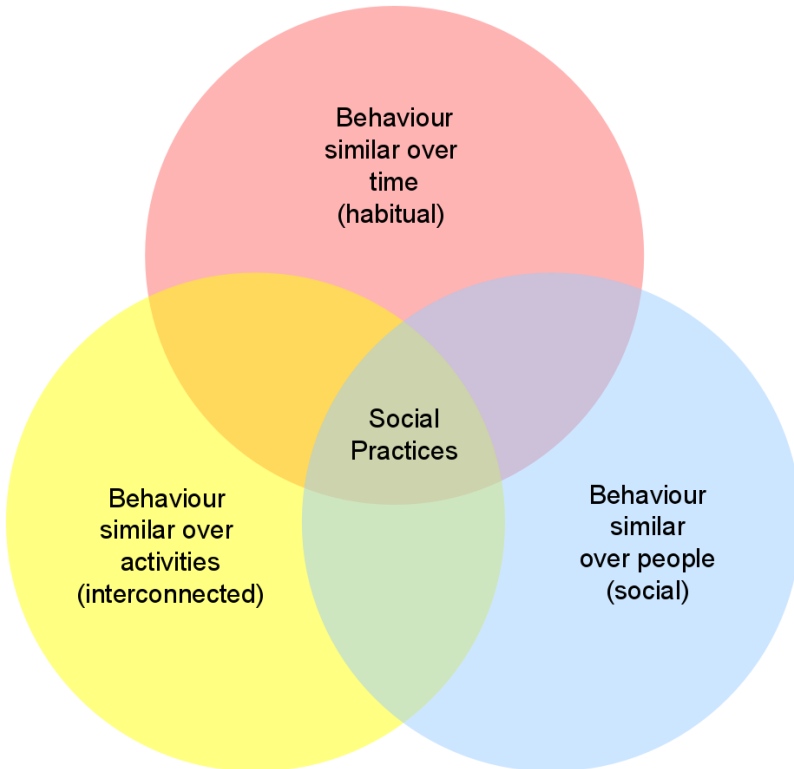 Behaviour
similar over
time
(habitual)
Social
Practices
Behaviour
similar over
activities
(interconnected)
Behaviour
similar
over people
(social)